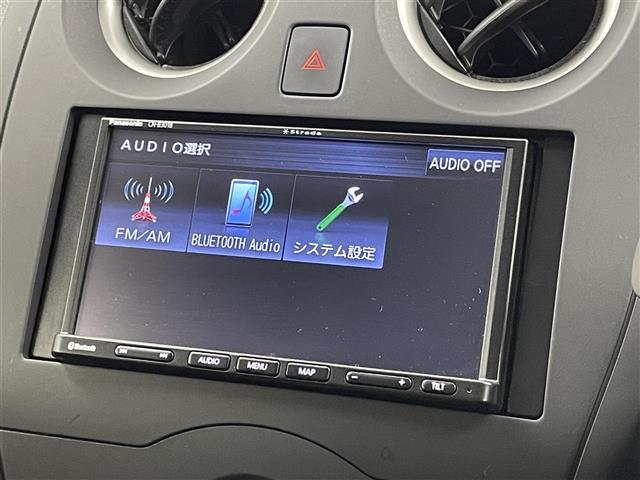 Panasonic
Strada
AUDIO選択
AUDIO OFF
FM/AM
BLUETOOTH Audio
システム設定
Bluetooth
AUDIO
MENU
MAP
− +
TILT